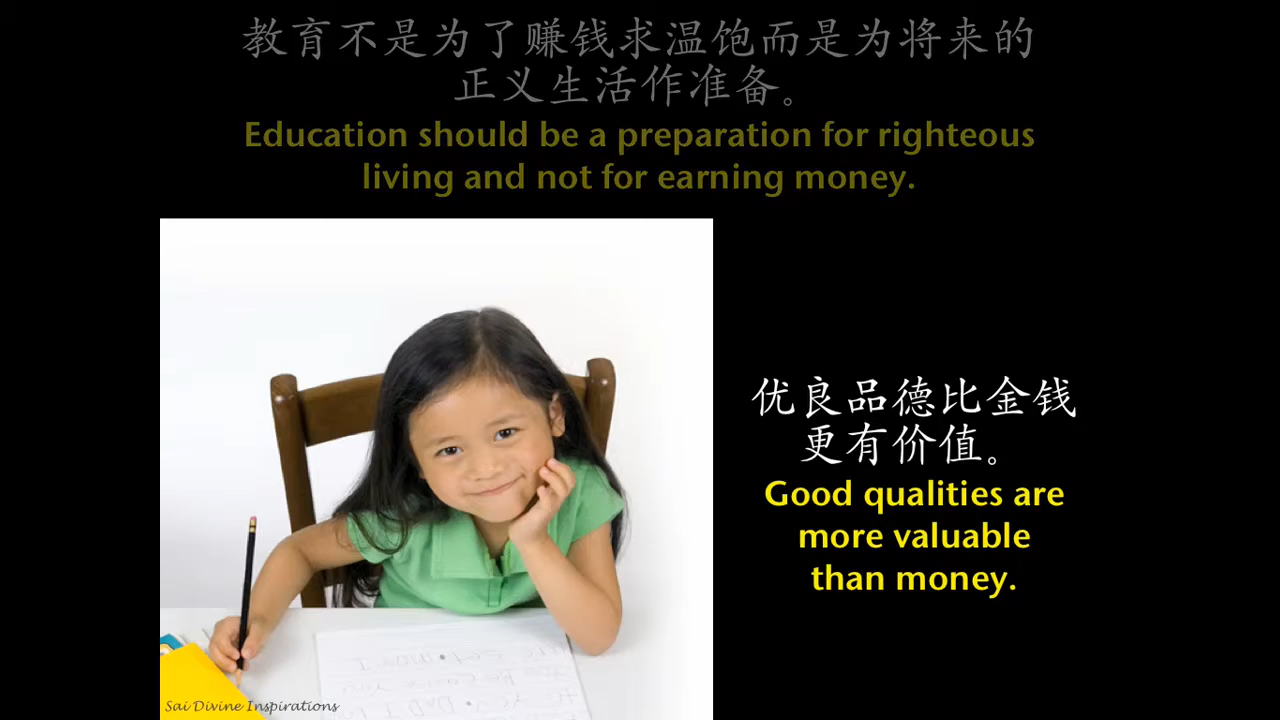 教育不是为了赚钱求温饱而是为将来的
正义生活作准备。
Education should be a preparation for righteous
living and not for earning money.
优良品德比金钱
更有价值。
Good qualities are
more valuable
than money.
Sai Divine Inspirations